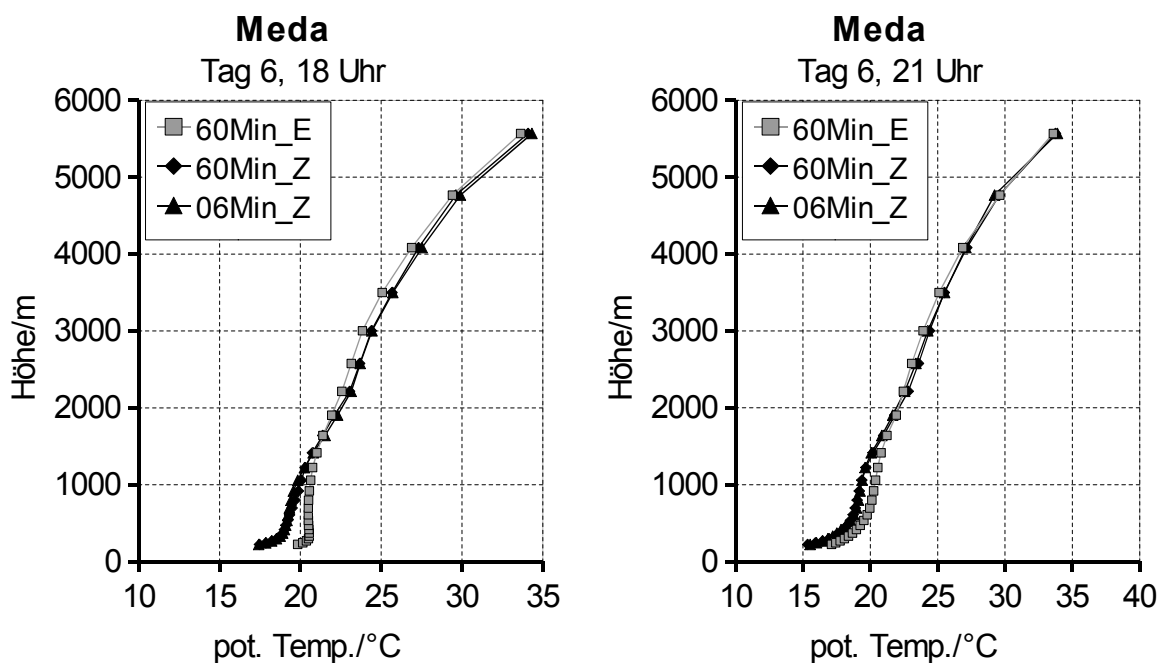 Meda
Tag 6, 18 Uhr
6000
5000
4000
3000
2000
1000
0
Höhe/m
60Min_E
60Min_Z
06Min_Z
10 15 20 25 30 35
pot. Temp./°C
Meda
Tag 6, 21 Uhr
6000
5000
4000
3000
2000
1000
0
Höhe/m
60Min_E
60Min_Z
06Min_Z
10 15 20 25 30 35 40
pot. Temp./°C